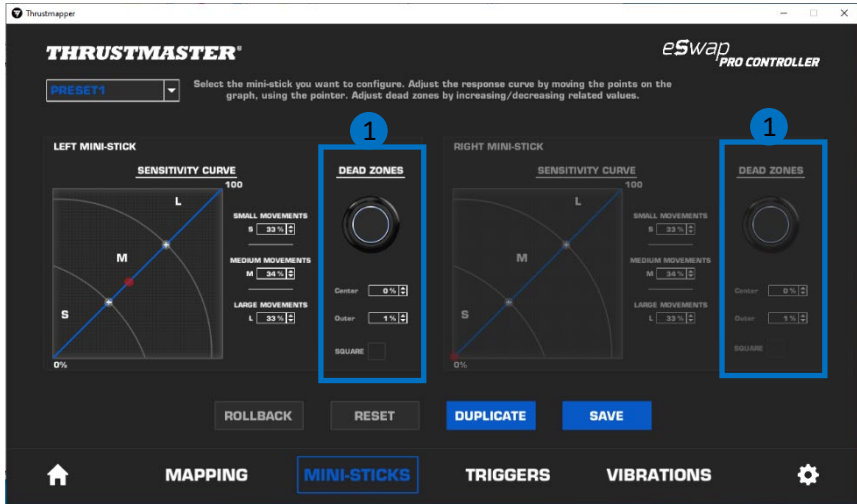 Thrustmapper
THRUSTMASTER®
eSwap
PRO CONTROLLER
PRESET1
Select the mini-stick you want to configure. Adjust the response curve by moving the points on the
graph, using the pointer. Adjust dead zones by increasing/decreasing related values.
1
1
LEFT MINI-STICK
SENSITIVITY CURVE
100
L
M
S
0%
SMALL MOVEMENTS
S 33 %
MEDIUM MOVEMENTS
M 34 %
LARGE MOVEMENTS
L 33 %
DEAD ZONES
Center 0 %
Outer 1 %
SQUARE
RIGHT MINI-STICK
SENSITIVITY CURVE
100
L
M
S
0%
SMALL MOVEMENTS
S 33 %
MEDIUM MOVEMENTS
M 34 %
LARGE MOVEMENTS
L 33 %
DEAD ZONES
Center 0 %
Outer 1 %
SQUARE
ROLLBACK
RESET
DUPLICATE
SAVE
MAPPING
MINI-STICKS
TRIGGERS
VIBRATIONS